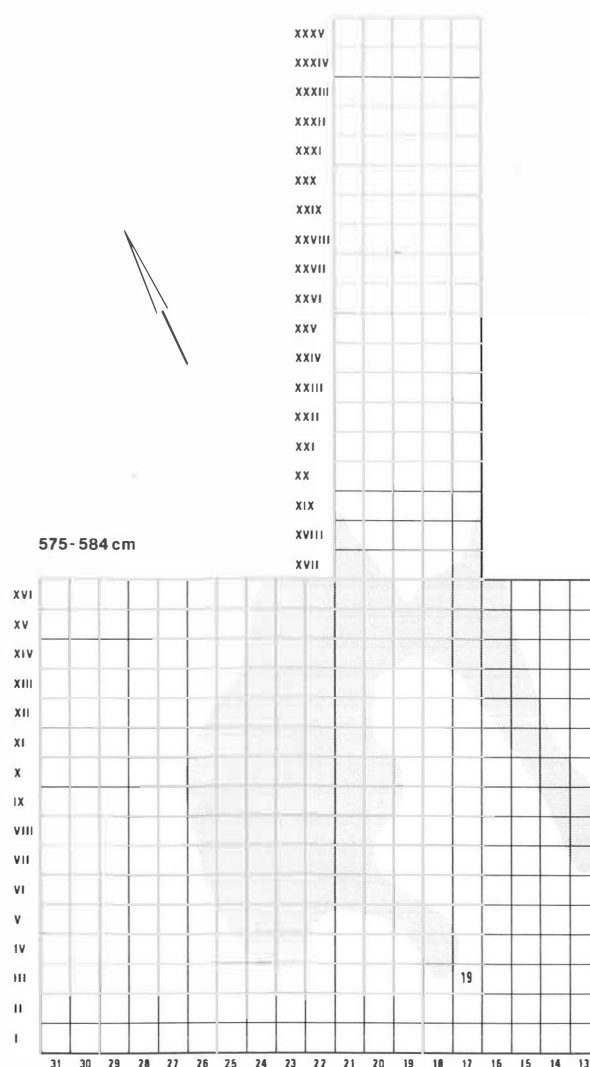 XXXV
XXXIV
XXXIII
XXXII
XXXI
XXX
XXIX
XXVIII
XXVII
XXVI
XXV
XXIV
XXIII
XXII
XXI
XX
XIX
XVIII
XVII
575-584 cm
XVI
XV
XIV
XIII
XII
XI
X
IX
VIII
VII
VI
V
IV
III 19
II
I
31 30 29 28 27 26 25 24 23 22 21 20 19 18 17 16 15 14 13